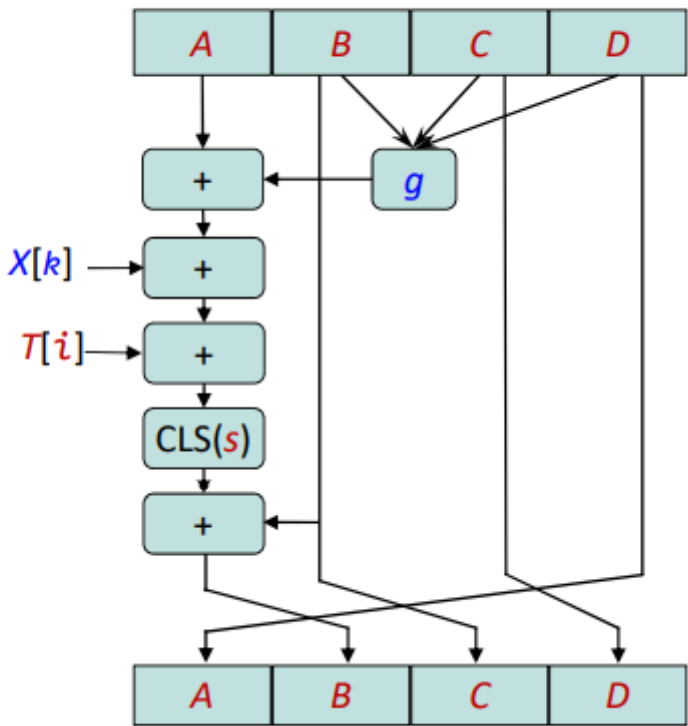 A B C D
+ g
X[k] +
T[i] +
CLS(s)
+
A B C D